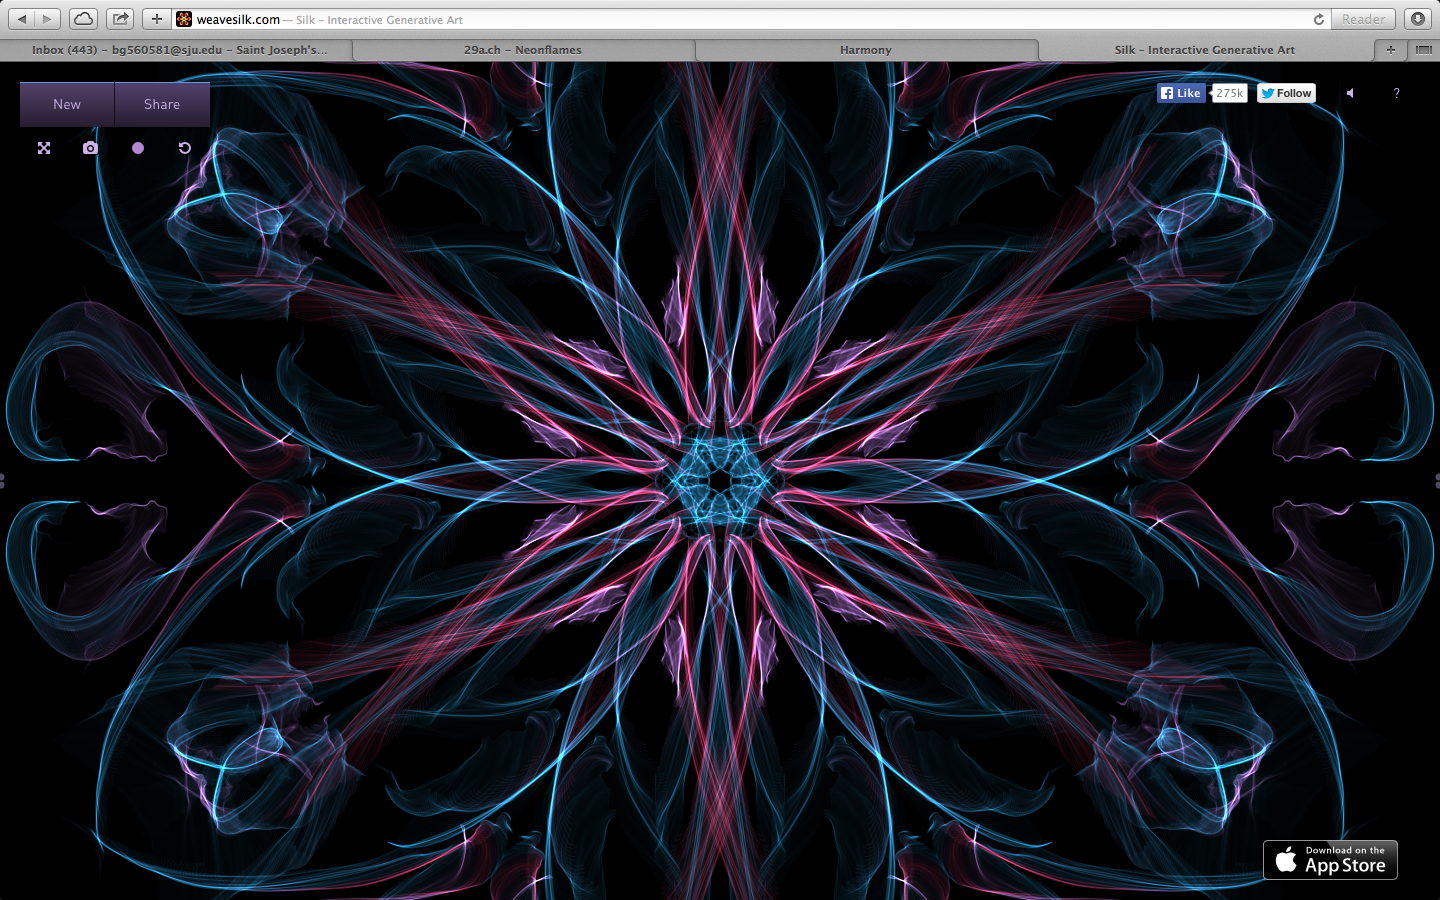 weavesilk.com — Silk – Interactive Generative Art
Reader
Inbox (443) – bg560581@sju.edu – Saint Joseph's...
29a.ch – Neonflames
Harmony
Silk – Interactive Generative Art
New
Share
Like
275k
Follow
?
Download on the
App Store